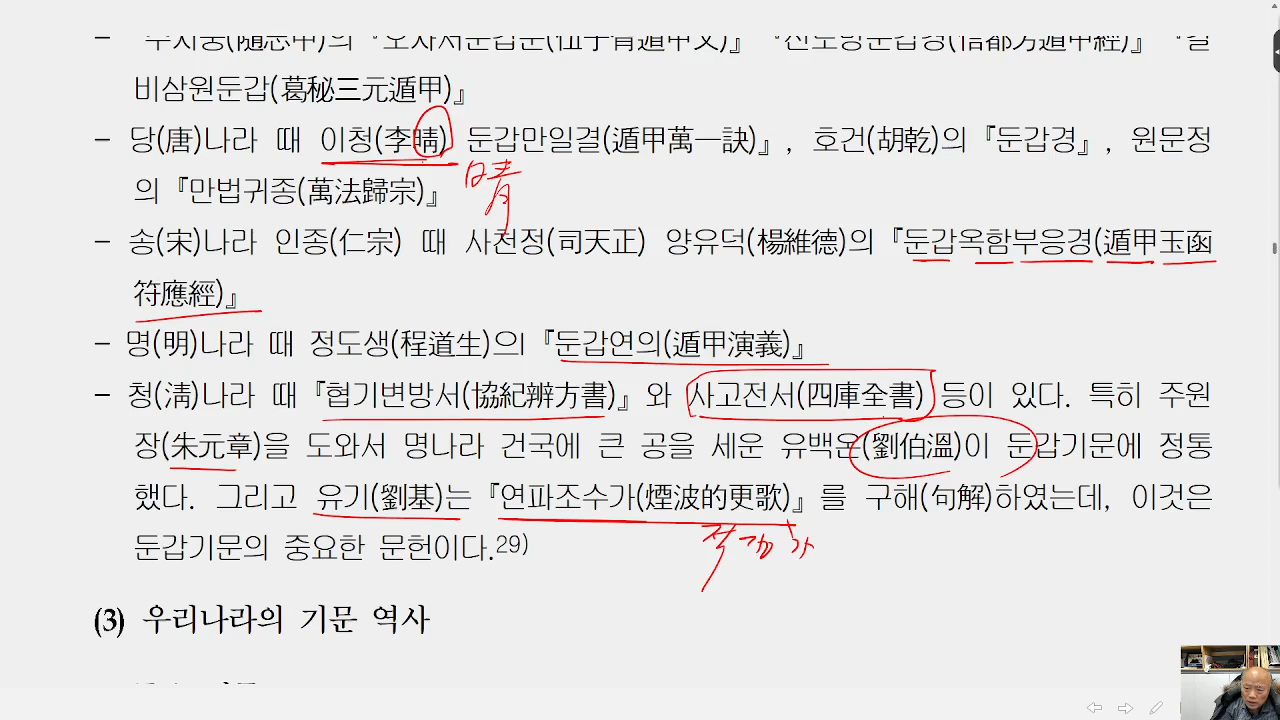 비삼원둔갑(葛秘三元遁甲)』
- 당(唐)나라 때 이청(李晴) 둔갑만일결(遁甲萬一訣)』, 호건(胡乾)의 『둔갑경』, 원문정
의 『만법귀종(萬法歸宗)』
晴
- 송(宋)나라 인종(仁宗) 때 사천정(司天正) 양유덕(楊維德)의 『둔갑옥함부응경(遁甲玉函
符應經)』
- 명(明)나라 때 정도생(程道生)으| 『둔갑연의(遁甲演義)』
- 청(淸)나라 때『협기변방서(協紀辨方書)』와 사고전서(四庫全書) 등이 있다. 특히 주원
장(朱元章)을 도와서 명나라 건국에 큰 공을 세운 유백온(劉伯溫)이 둔갑기문에 정통
했다. 그리고 유기(劉基)는『연파조수가(煙波的更歌)』를 구해(句解)하였는데, 이것은
둔갑기문의 중요한 문헌이다.29)
(3) 우리나라의 기문 역사